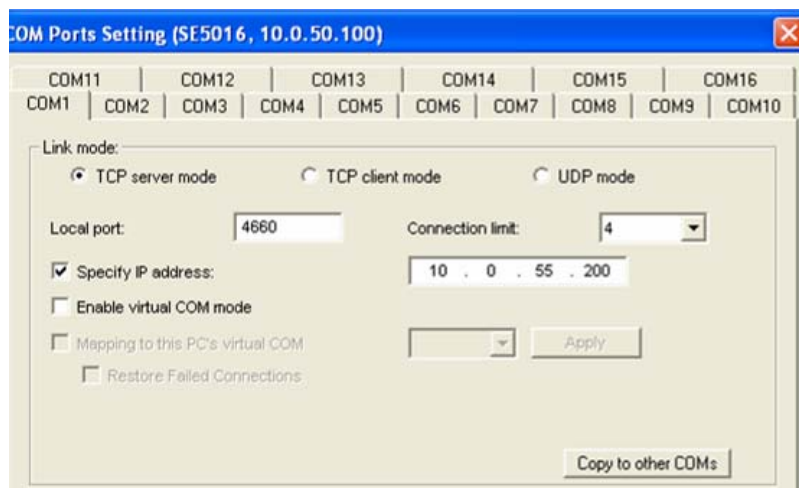 COM Ports Setting (SE5016, 10.0.50.100)
COM11 COM12 COM13 COM14 COM15 COM16
COM1 COM2 COM3 COM4 COM5 COM6 COM7 COM8 COM9 COM10
Link mode:
TCP server mode TCP client mode UDP mode
Local port: 4660 Connection limit: 4
Specify IP address: 10 . 0 . 55 . 200
Enable virtual COM mode
Mapping to this PC's virtual COM Apply
Restore Failed Connections
Copy to other COMs